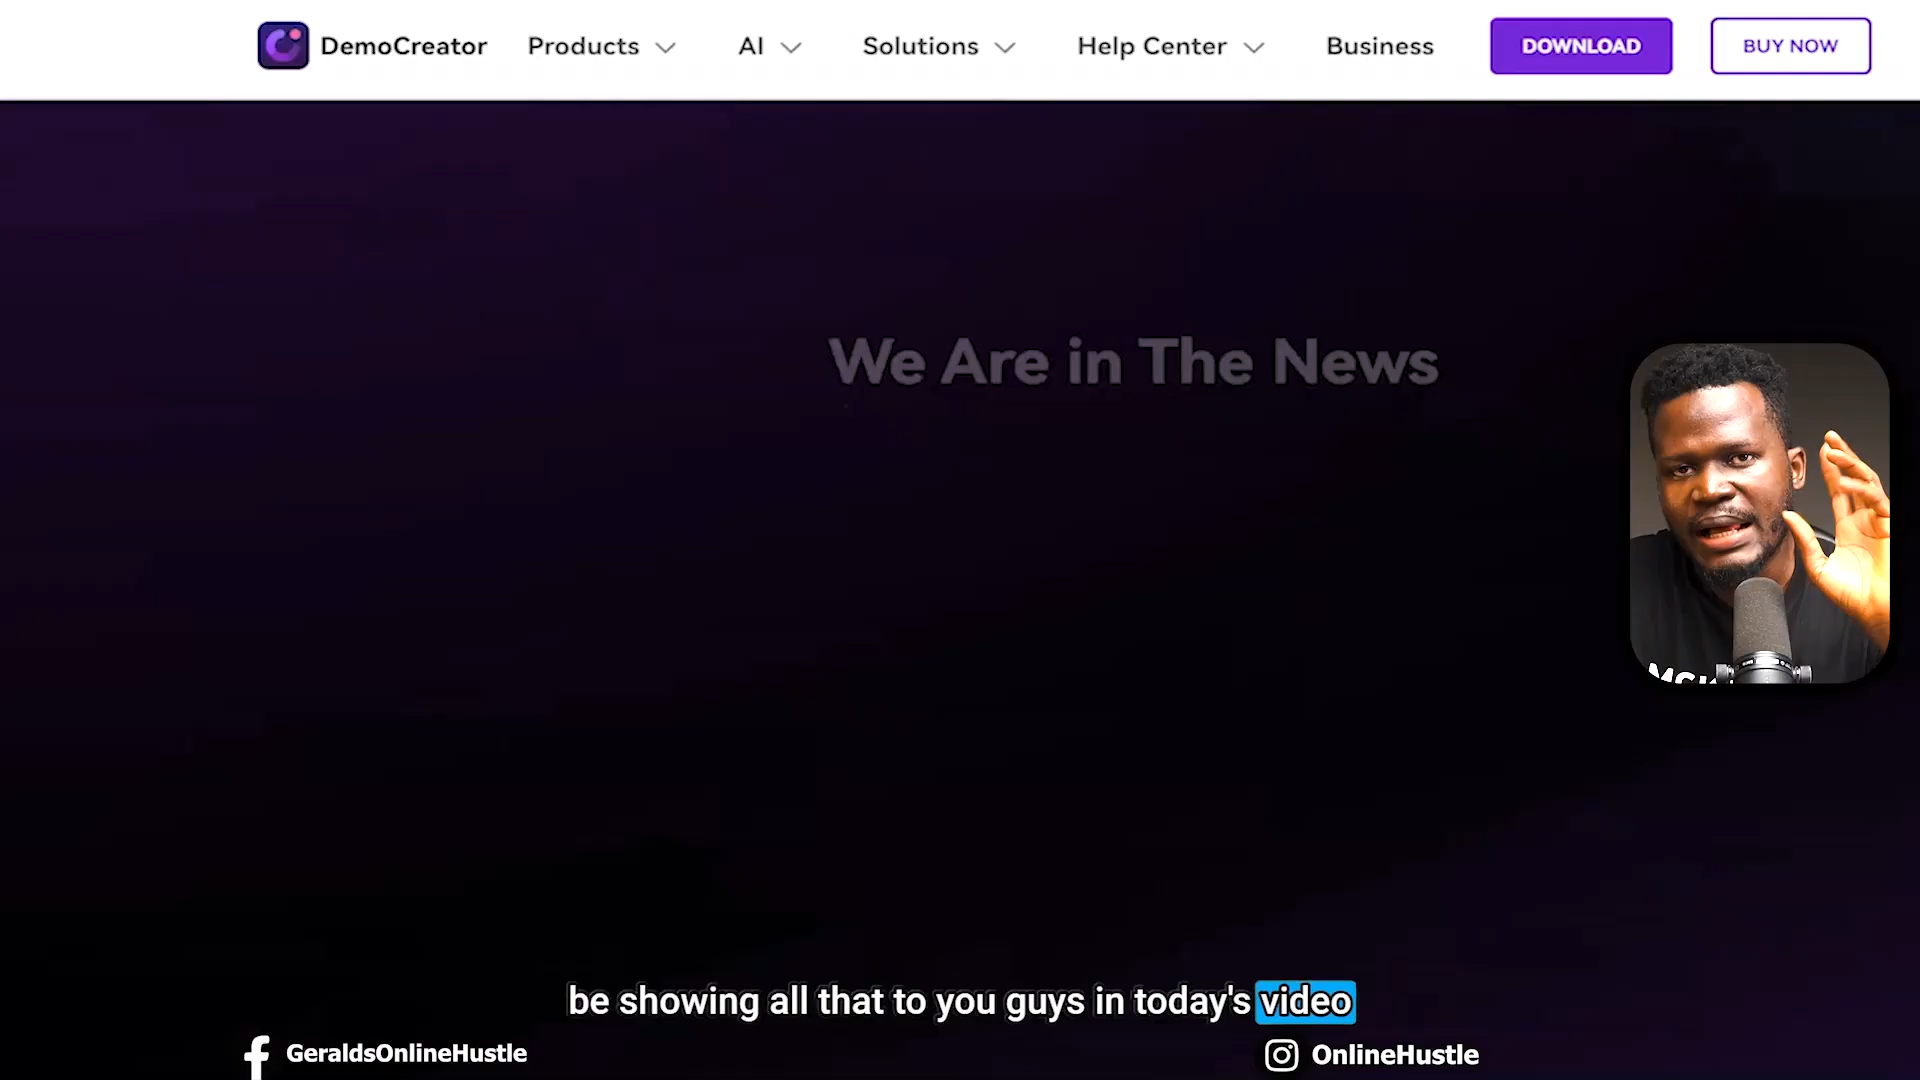 DemoCreator Products AI Solutions Help Center Business DOWNLOAD BUY NOW
We Are in The News
be showing all that to you guys in today's video
GeraldsOnlineHustle
OnlineHustle